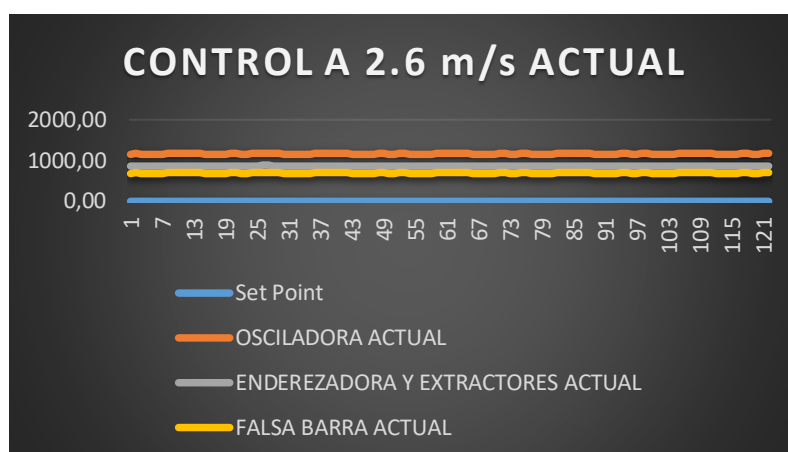 CONTROL A 2.6 m/s ACTUAL
2000,00
1000,00
0,00
1 7 13 19 25 31 37 43 49 55 61 67 73 79 85 91 97 103 109 115 121
Set Point
OSCILADORA ACTUAL
ENDEREZADORA Y EXTRACTORES ACTUAL
FALSA BARRA ACTUAL